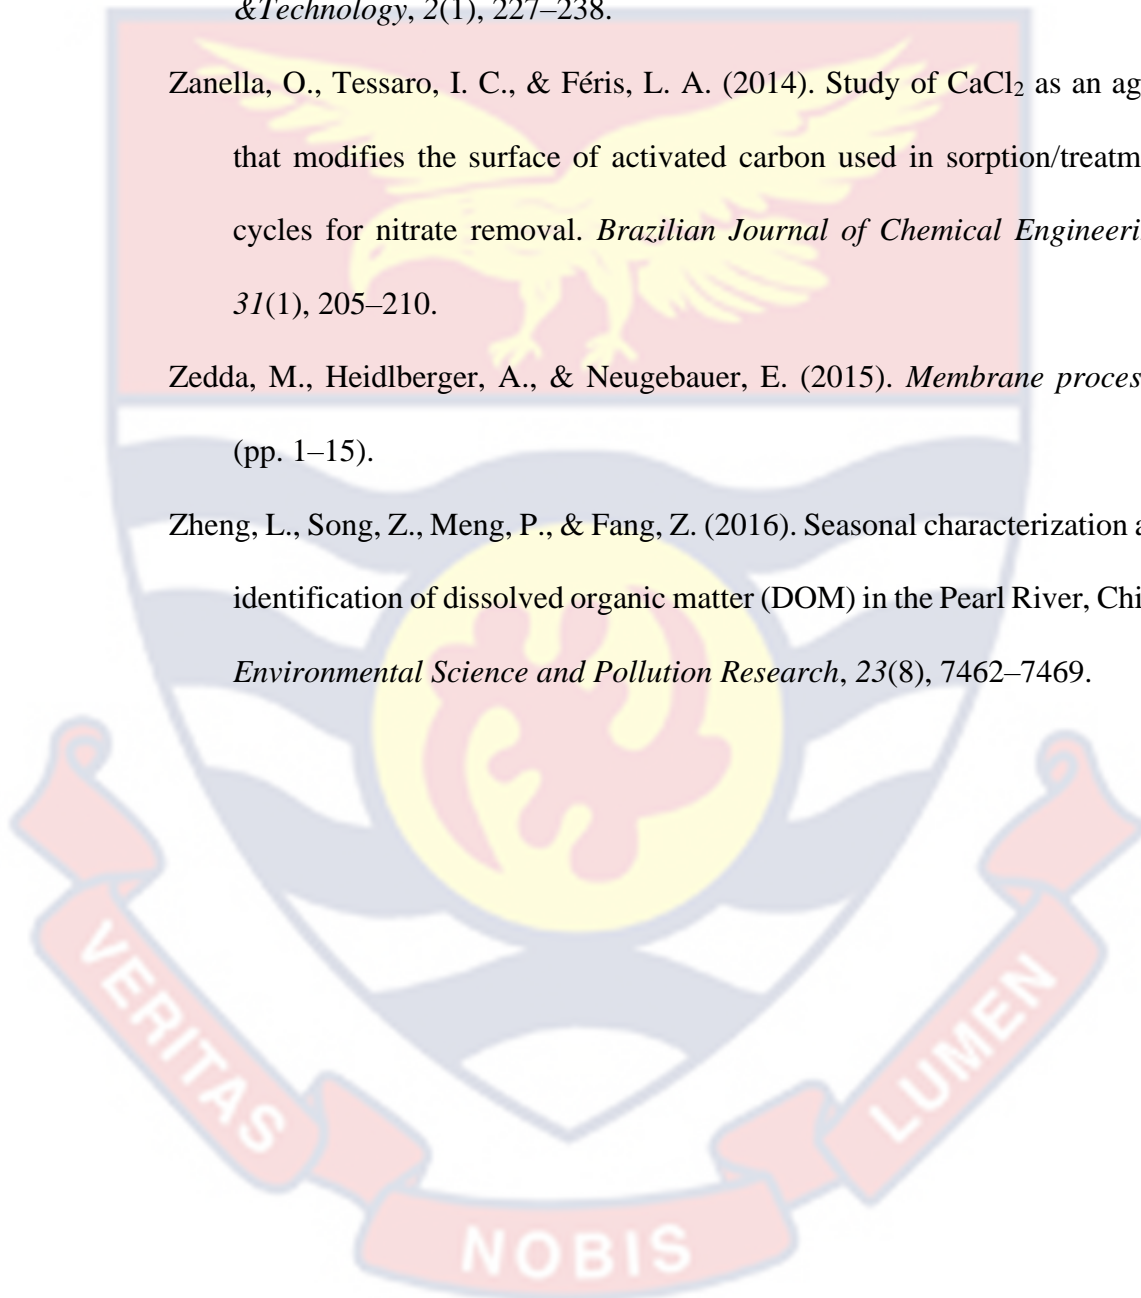 &Technology, 2(1), 227–238.
Zanella, O., Tessaro, I. C., & Féris, L. A. (2014). Study of CaCl₂ as an ag
that modifies the surface of activated carbon used in sorption/treatm
cycles for nitrate removal. Brazilian Journal of Chemical Engineeri
31(1), 205–210.
Zedda, M., Heidlberger, A., & Neugebauer, E. (2015). Membrane proces
(pp. 1–15).
Zheng, L., Song, Z., Meng, P., & Fang, Z. (2016). Seasonal characterization a
identification of dissolved organic matter (DOM) in the Pearl River, Chi
Environmental Science and Pollution Research, 23(8), 7462–7469.
VERITAS
NOBIS
LUMEN